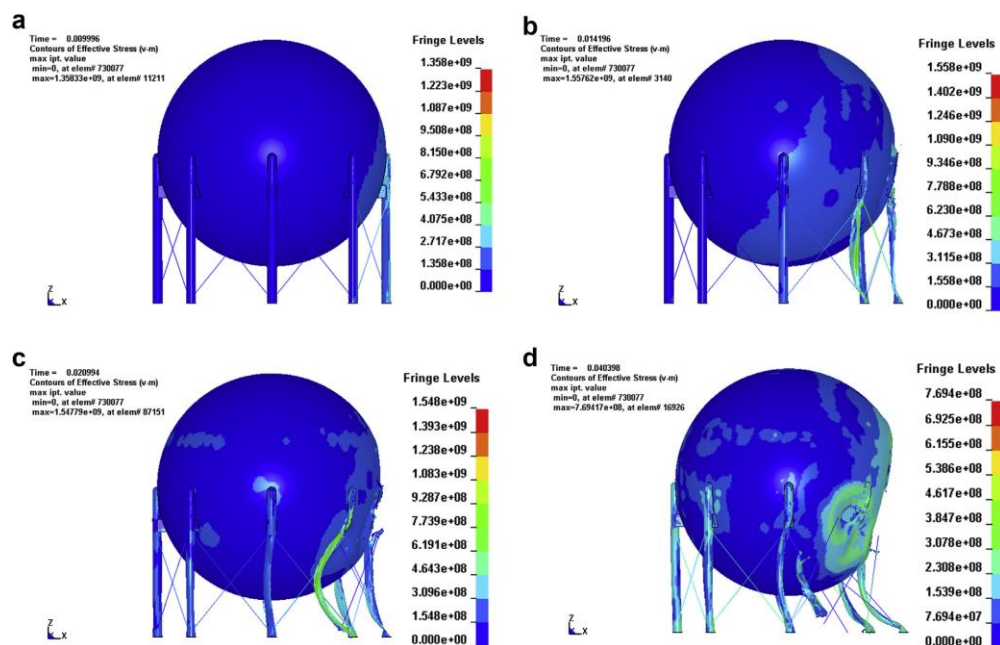 a
Time = 0.009996
Contours of Effective Stress (v-m)
max ipt. value
min=0, at elem# 730077
max=1.35833e+09, at elem# 11211
Fringe Levels
1.358e+09
1.223e+09
1.087e+09
9.508e+08
8.150e+08
6.792e+08
5.433e+08
4.075e+08
2.717e+08
1.358e+08
0.000e+00
Z
X
b
Time = 0.014196
Contours of Effective Stress (v-m)
max ipt. value
min=0, at elem# 730077
max=1.55762e+09, at elem# 3140
Fringe Levels
1.558e+09
1.402e+09
1.246e+09
1.090e+09
9.346e+08
7.788e+08
6.230e+08
4.673e+08
3.115e+08
1.558e+08
0.000e+00
Z
X
c
Time = 0.020994
Contours of Effective Stress (v-m)
max ipt. value
min=0, at elem# 730077
max=1.54779e+09, at elem# 87151
Fringe Levels
1.548e+09
1.393e+09
1.238e+09
1.083e+09
9.287e+08
7.739e+08
6.191e+08
4.643e+08
3.096e+08
1.548e+08
0.000e+00
Z
X
d
Time = 0.040398
Contours of Effective Stress (v-m)
max ipt. value
min=0, at elem# 730077
max=7.69417e+08, at elem# 16926
Fringe Levels
7.694e+08
6.925e+08
6.155e+08
5.386e+08
4.617e+08
3.847e+08
3.078e+08
2.308e+08
1.539e+08
7.694e+07
0.000e+00
Z
X